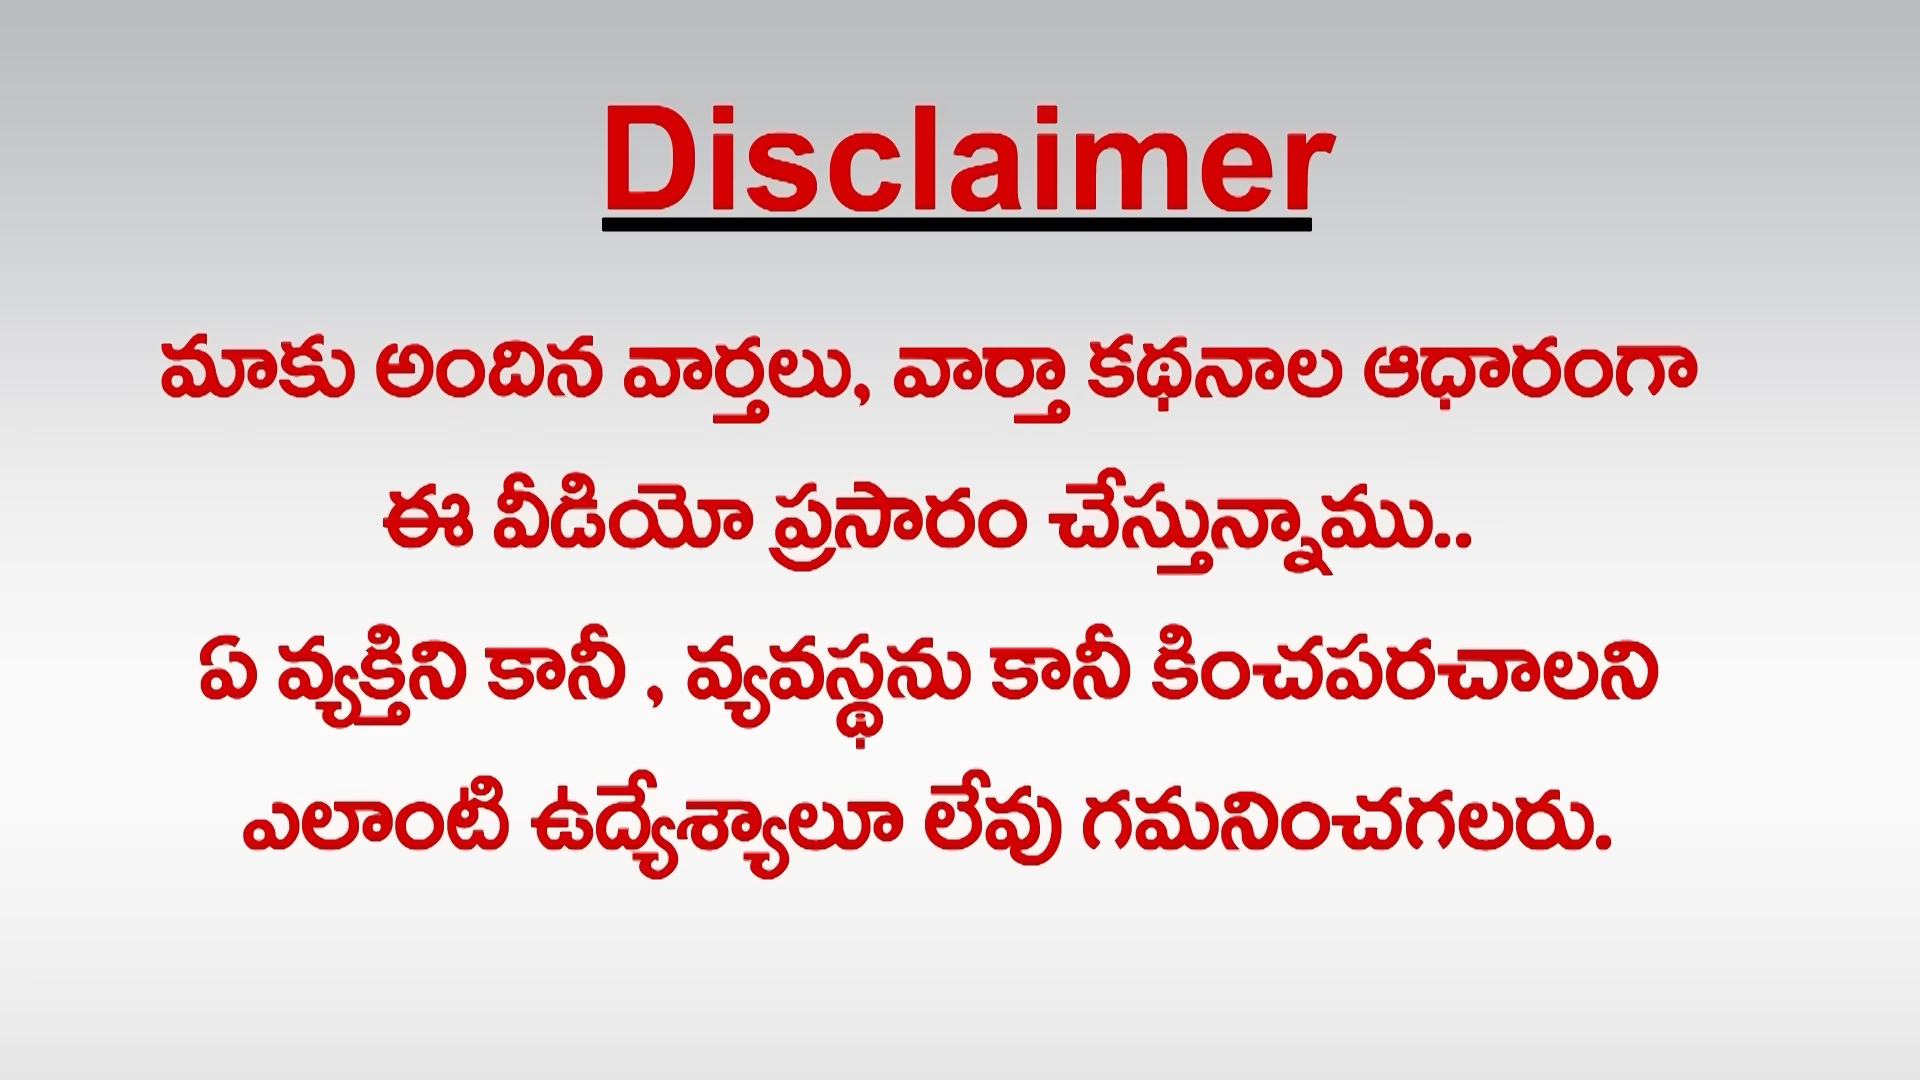 Disclaimer
మాకు అందిన వార్తలు, వార్తా కథనాల ఆధారంగా
ఈ వీడియో ప్రసారం చేస్తున్నాము..
ఏ వ్యక్తిని కానీ , వ్యవస్థను కానీ కించపరచాలని
ఎలాంటి ఉద్యేశ్యాలూ లేవు గమనించగలరు.